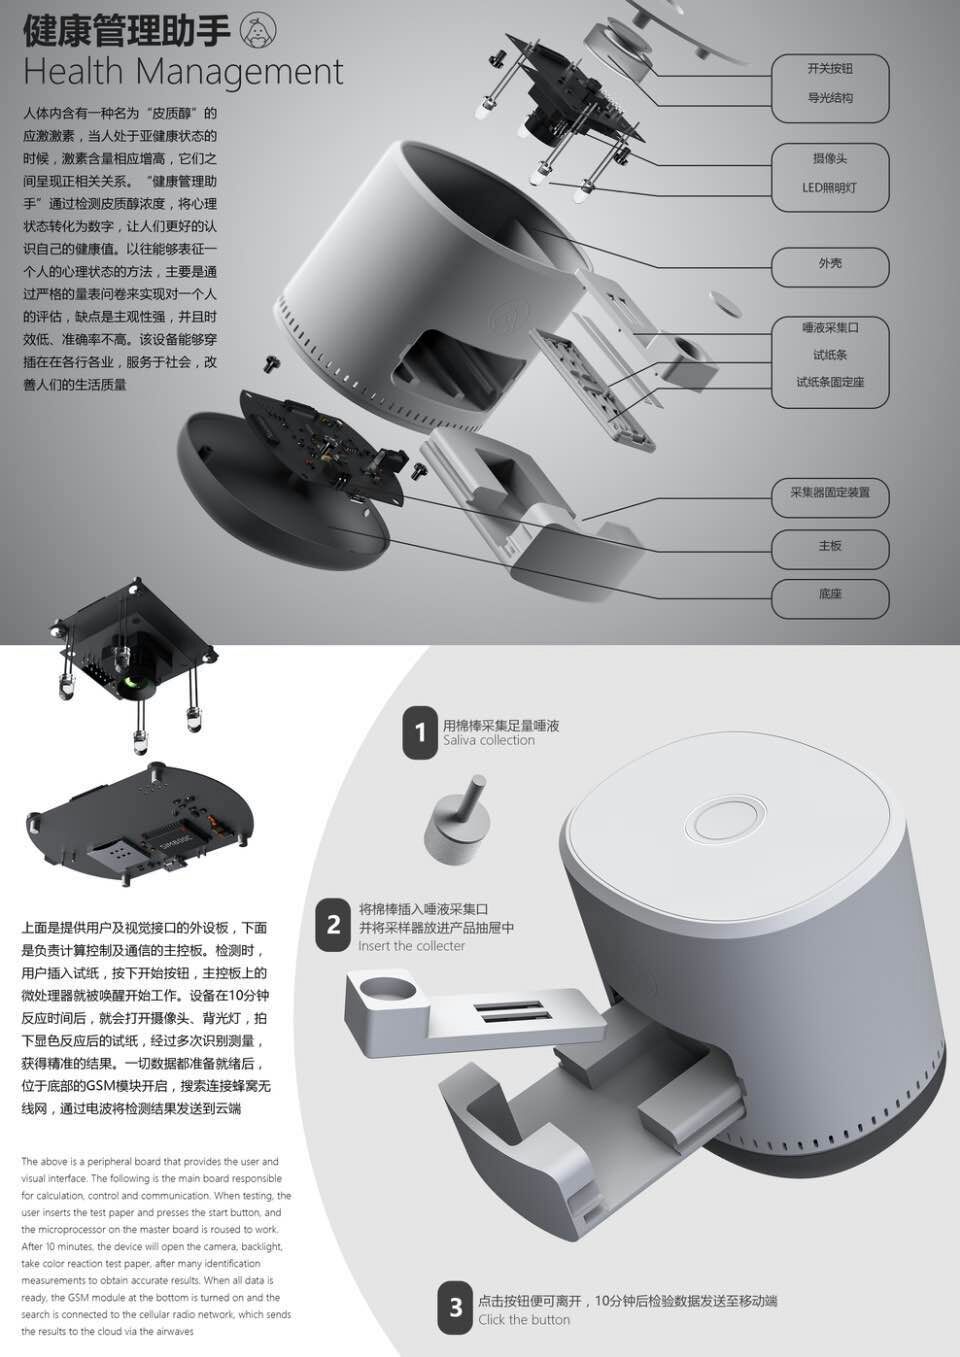 健康管理助手
Health Management
人体内含有一种名为“皮质醇”的
应激激素，当人处于亚健康状态的
时候，激素含量相应增高，它们之
间呈现正相关关系。“健康管理助
手”通过检测皮质醇浓度，将心理
状态转化为数字，让人们更好的认
识自己的健康值。以往能够表征一
个人的心理状态的方法，主要是通
过严格的量表问卷来实现对一个人
的评估，缺点是主观性强，并且时
效低、准确率不高。该设备能够穿
插在在各行各业，服务于社会，改
善人们的生活质量
开关按钮
导光结构
摄像头
LED照明灯
外壳
唾液采集口
试纸条
试纸条固定座
采集器固定装置
主板
底座
SIM800C
上面是提供用户及视觉接口的外设板，下面
是负责计算控制及通信的主控板。检测时，
用户插入试纸，按下开始按钮，主控板上的
微处理器就被唤醒开始工作。设备在10分钟
反应时间后，就会打开摄像头、背光灯，拍
下显色反应后的试纸，经过多次识别测量，
获得精准的结果。一切数据都准备就绪后，
位于底部的GSM模块开启，搜索连接蜂窝无
线网，通过电波将检测结果发送到云端
The above is a peripheral board that provides the user and
visual interface. The following is the main board responsible
for calculation, control and communication. When testing, the
user inserts the test paper and presses the start button, and
the microprocessor on the master board is roused to work.
After 10 minutes, the device will open the camera, backlight,
take color reaction test paper, after many identification
measurements to obtain accurate results. When all data is
ready, the GSM module at the bottom is turned on and the
search is connected to the cellular radio network, which sends
the results to the cloud via the airwaves
1
用棉棒采集足量唾液
Saliva collection
2
将棉棒插入唾液采集口
并将采样器放进产品抽屉中
Insert the collecter
3
点击按钮便可离开，10分钟后检验数据发送至移动端
Click the button